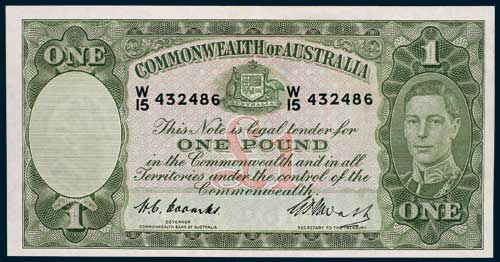 ONE
COMMONWEALTH OF AUSTRALIA
1
W/15 432486 W/15 432486
This Note is legal tender for
ONE POUND
in the Commonwealth and in all
Territories under the control of the
Commonwealth.
£1
H.C. Coombs
GOVERNOR
COMMONWEALTH BANK OF AUSTRALIA
SECRETARY TO THE TREASURY
1
ONE